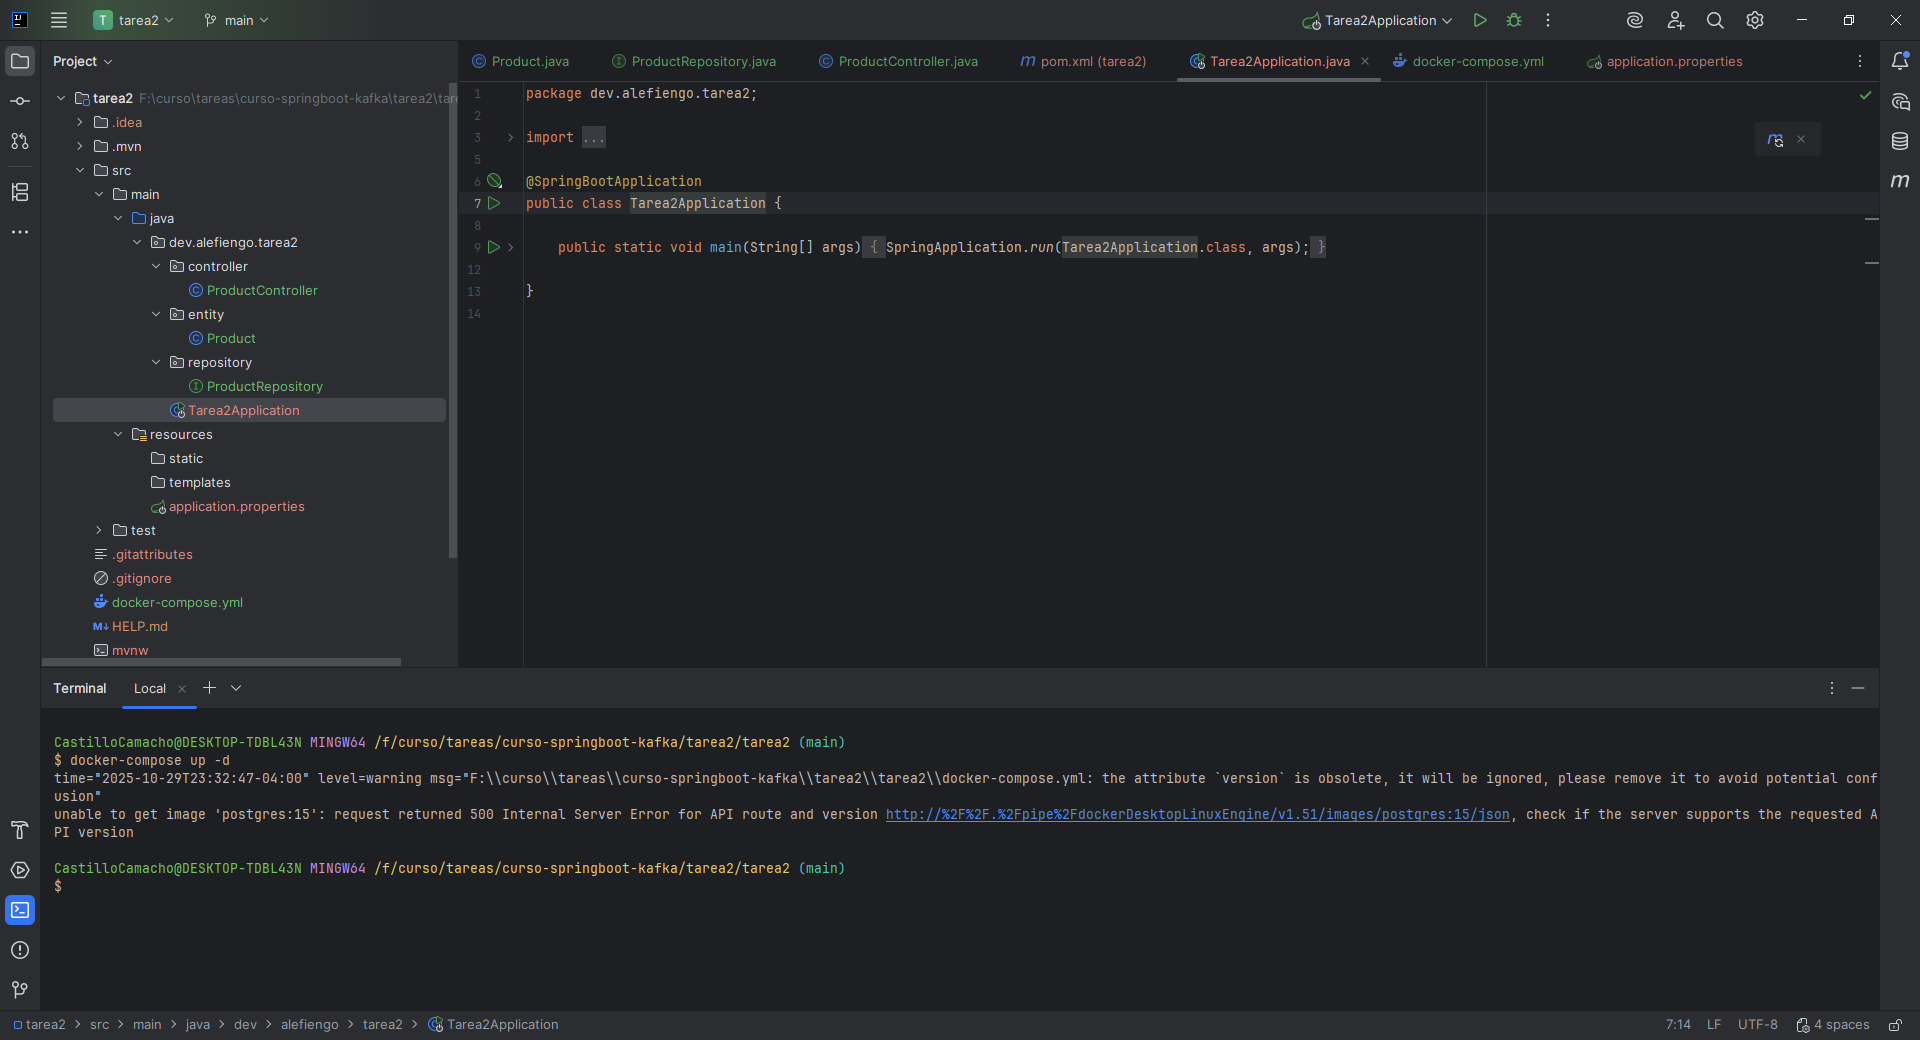 tarea2
main
Tarea2Application
Project
Product.java
ProductRepository.java
ProductController.java
pom.xml (tarea2)
Tarea2Application.java
docker-compose.yml
application.properties
tarea2 F:\curso\tareas\curso-springboot-kafka\tarea2\tare
.idea
.mvn
src
main
java
dev.alefiengo.tarea2
controller
ProductController
entity
Product
repository
ProductRepository
Tarea2Application
resources
static
templates
application.properties
test
.gitattributes
.gitignore
docker-compose.yml
HELP.md
mvnw
1 package dev.alefiengo.tarea2;
2
3 import ...
5
6 @SpringBootApplication
7 public class Tarea2Application {
8
9 public static void main(String[] args) { SpringApplication.run(Tarea2Application.class, args); }
12
13 }
14
Terminal
Local
CastilloCamacho@DESKTOP-TDBL43N MINGW64 /f/curso/tareas/curso-springboot-kafka/tarea2/tarea2 (main)
$ docker-compose up -d
time="2025-10-29T23:32:47-04:00" level=warning msg="F:\\curso\\tareas\\curso-springboot-kafka\\tarea2\\tarea2\\docker-compose.yml: the attribute `version` is obsolete, it will be ignored, please remove it to avoid potential conf
usion"
unable to get image 'postgres:15': request returned 500 Internal Server Error for API route and version http://%2F%2F.%2Fpipe%2FdockerDesktopLinuxEngine/v1.51/images/postgres:15/json, check if the server supports the requested A
PI version
CastilloCamacho@DESKTOP-TDBL43N MINGW64 /f/curso/tareas/curso-springboot-kafka/tarea2/tarea2 (main)
$
tarea2 > src > main > java > dev > alefiengo > tarea2 > Tarea2Application
7:14 LF UTF-8 4 spaces